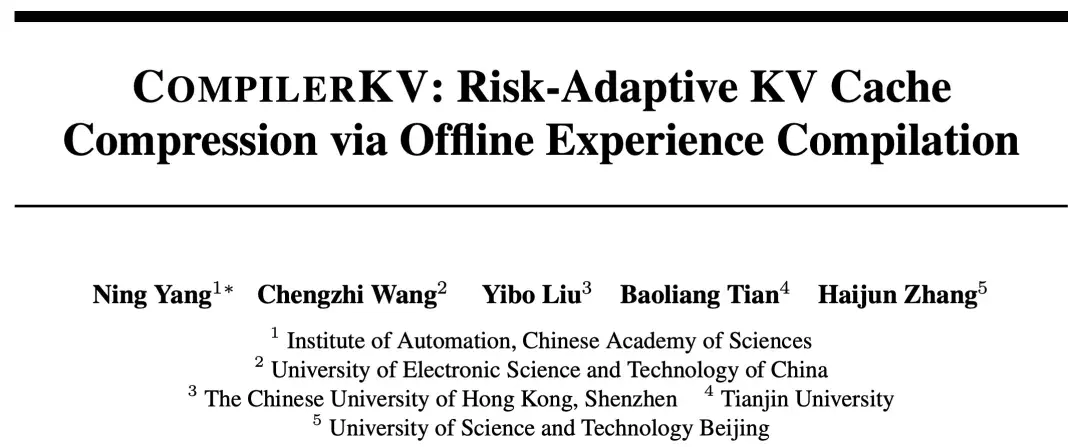 COMPILERKV: Risk-Adaptive KV Cache
Compression via Offline Experience Compilation
Ning Yang¹* Chengzhi Wang² Yibo Liu³ Baoliang Tian⁴ Haijun Zhang⁵
¹ Institute of Automation, Chinese Academy of Sciences
² University of Electronic Science and Technology of China
³ The Chinese University of Hong Kong, Shenzhen ⁴ Tianjin University
⁵ University of Science and Technology Beijing